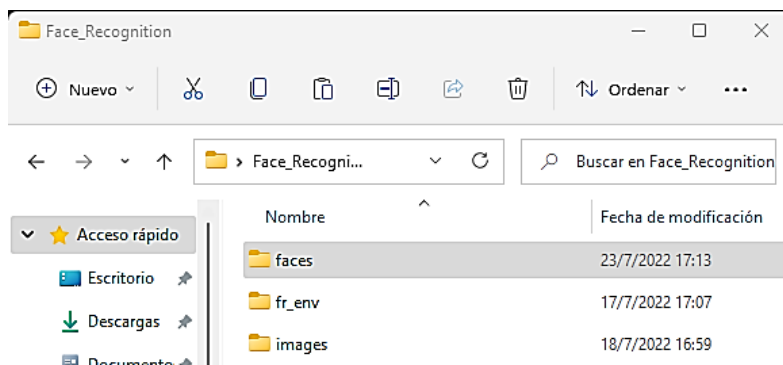 Face_Recognition
Nuevo
Ordenar
Face_Recogni...
Buscar en Face_Recognition
Nombre
Fecha de modificación
Acceso rápido
faces 23/7/2022 17:13
Escritorio
fr_env 17/7/2022 17:07
Descargas
images 18/7/2022 16:59